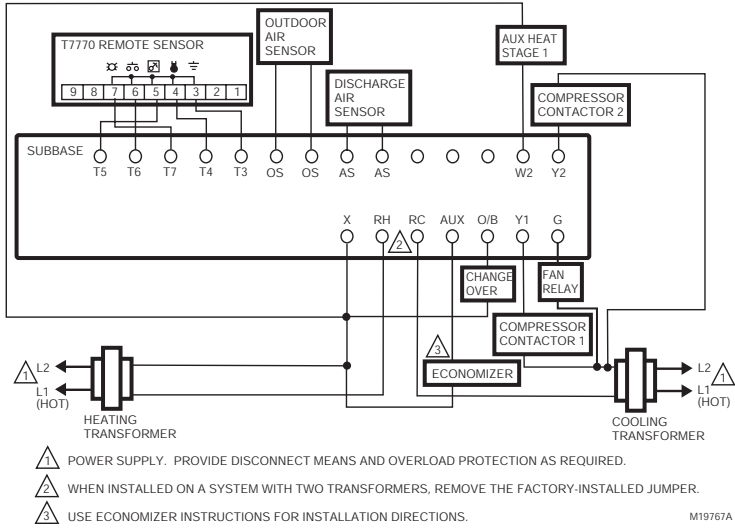 OUTDOOR
AIR
SENSOR
T7770 REMOTE SENSOR
AUX HEAT
STAGE 1
9 8 7 6 5 4 3 2 1
DISCHARGE
AIR
SENSOR
COMPRESSOR
CONTACTOR 2
SUBBASE
T5 T6 T7 T4 T3 OS OS AS AS W2 Y2
X RH RC AUX O/B Y1 G
2
CHANGE
OVER
FAN
RELAY
COMPRESSOR
CONTACTOR 1
3
ECONOMIZER
1
L2
L1
(HOT)
HEATING
TRANSFORMER
L2
1
L1
(HOT)
COOLING
TRANSFORMER
1 POWER SUPPLY. PROVIDE DISCONNECT MEANS AND OVERLOAD PROTECTION AS REQUIRED.
2 WHEN INSTALLED ON A SYSTEM WITH TWO TRANSFORMERS, REMOVE THE FACTORY-INSTALLED JUMPER.
3 USE ECONOMIZER INSTRUCTIONS FOR INSTALLATION DIRECTIONS.
M19767A